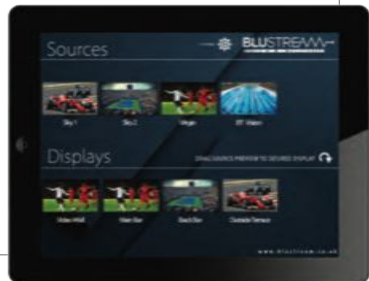 BLUSTREAM
Sources
Sky 1
Sky 2
Virgin
BT Vision
Displays
DRAG SOURCE PREVIEW TO DESIRED DISPLAY
Video Wall
Main Bar
Back Bar
Outside Terrace
www.blustream.co.uk